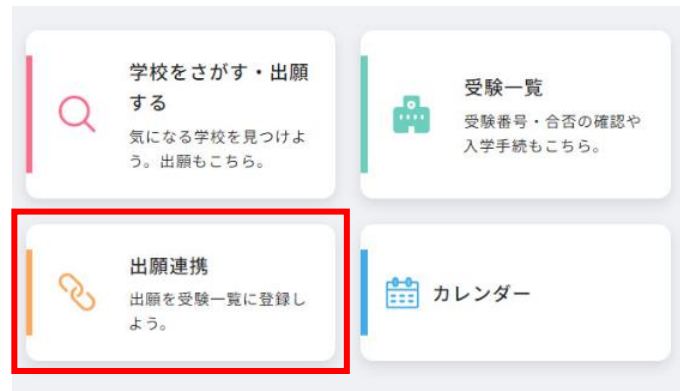 学校をさがす・出願
する
気になる学校を見つけよ
う。出願もこちら。
受験一覧
受験番号・合否の確認や
入学手続もこちら。
出願連携
出願を受験一覧に登録し
よう。
カレンダー